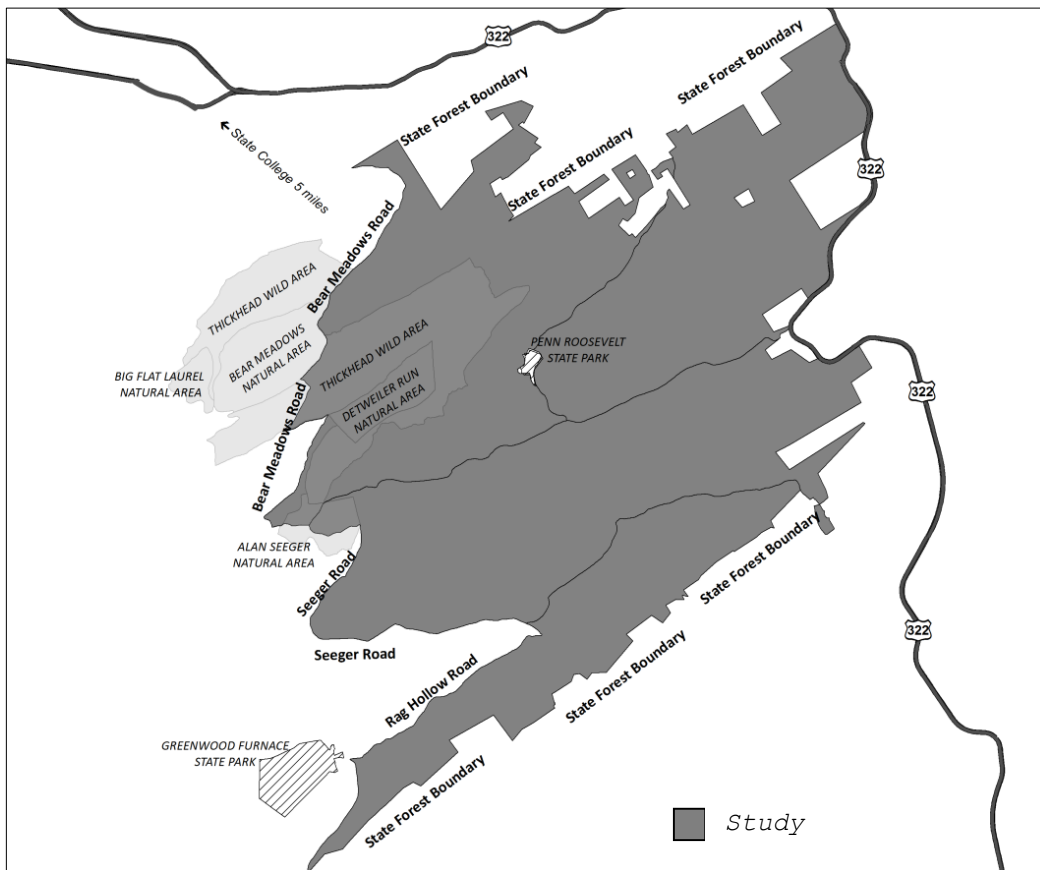 322
State Forest Boundary
State Forest Boundary
← State College 5 miles
State Forest Boundary
322
Bear Meadows Road
THICKHEAD WILD AREA
BEAR MEADOWS
NATURAL AREA
BIG FLAT LAUREL
NATURAL AREA
THICKHEAD WILD AREA
DETWEILER RUN
NATURAL AREA
PENN ROOSEVELT
STATE PARK
322
Bear Meadows Road
ALAN SEEGER
NATURAL AREA
Seeger Road
State Forest Boundary
Seeger Road
322
Rag Hollow Road
State Forest Boundary
GREENWOOD FURNACE
STATE PARK
State Forest Boundary
Study